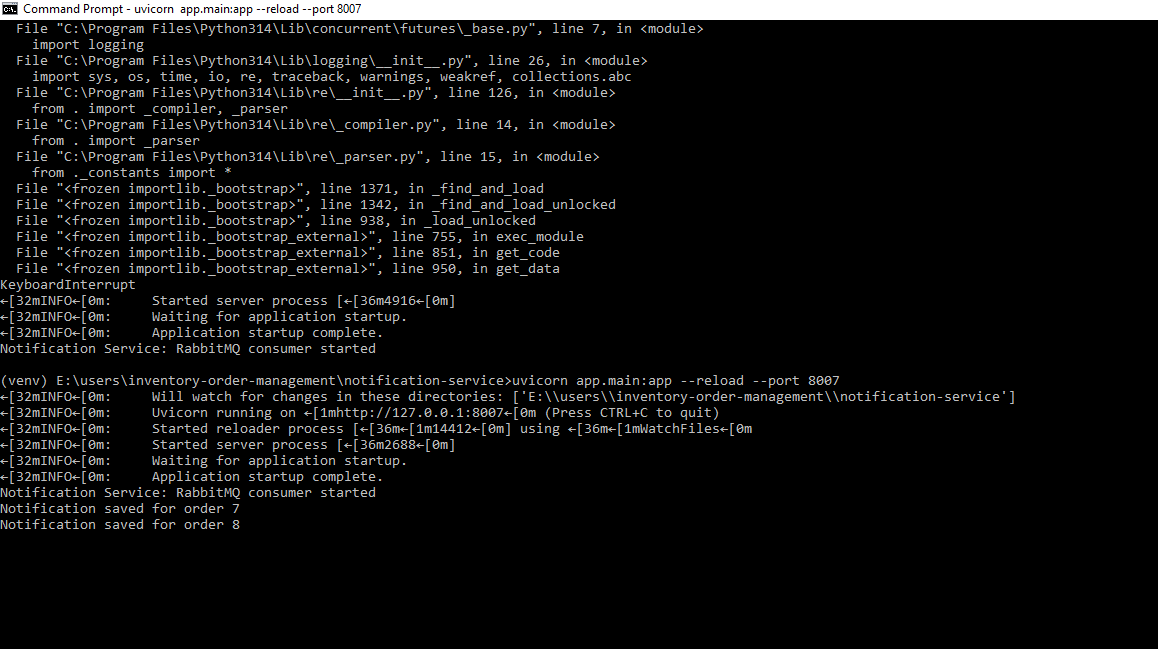 Command Prompt - uvicorn  app.main:app --reload --port 8007
  File "C:\Program Files\Python314\Lib\concurrent\futures\_base.py", line 7, in <module>
    import logging
  File "C:\Program Files\Python314\Lib\logging\__init__.py", line 26, in <module>
    import sys, os, time, io, re, traceback, warnings, weakref, collections.abc
  File "C:\Program Files\Python314\Lib\re\__init__.py", line 126, in <module>
    from . import _compiler, _parser
  File "C:\Program Files\Python314\Lib\re\_compiler.py", line 14, in <module>
    from . import _parser
  File "C:\Program Files\Python314\Lib\re\_parser.py", line 15, in <module>
    from ._constants import *
  File "<frozen importlib._bootstrap>", line 1371, in _find_and_load
  File "<frozen importlib._bootstrap>", line 1342, in _find_and_load_unlocked
  File "<frozen importlib._bootstrap>", line 938, in _load_unlocked
  File "<frozen importlib._bootstrap_external>", line 755, in exec_module
  File "<frozen importlib._bootstrap_external>", line 851, in get_code
  File "<frozen importlib._bootstrap_external>", line 950, in get_data
KeyboardInterrupt
←[32mINFO←[0m:     Started server process [←[36m4916←[0m]
←[32mINFO←[0m:     Waiting for application startup.
←[32mINFO←[0m:     Application startup complete.
Notification Service: RabbitMQ consumer started
(venv) E:\users\inventory-order-management\notification-service>uvicorn app.main:app --reload --port 8007
←[32mINFO←[0m:     Will watch for changes in these directories: ['E:\\users\\inventory-order-management\\notification-service']
←[32mINFO←[0m:     Uvicorn running on ←[1mhttp://127.0.0.1:8007←[0m (Press CTRL+C to quit)
←[32mINFO←[0m:     Started reloader process [←[36m←[1m14412←[0m] using ←[36m←[1mWatchFiles←[0m
←[32mINFO←[0m:     Started server process [←[36m2688←[0m]
←[32mINFO←[0m:     Waiting for application startup.
←[32mINFO←[0m:     Application startup complete.
Notification Service: RabbitMQ consumer started
Notification saved for order 7
Notification saved for order 8